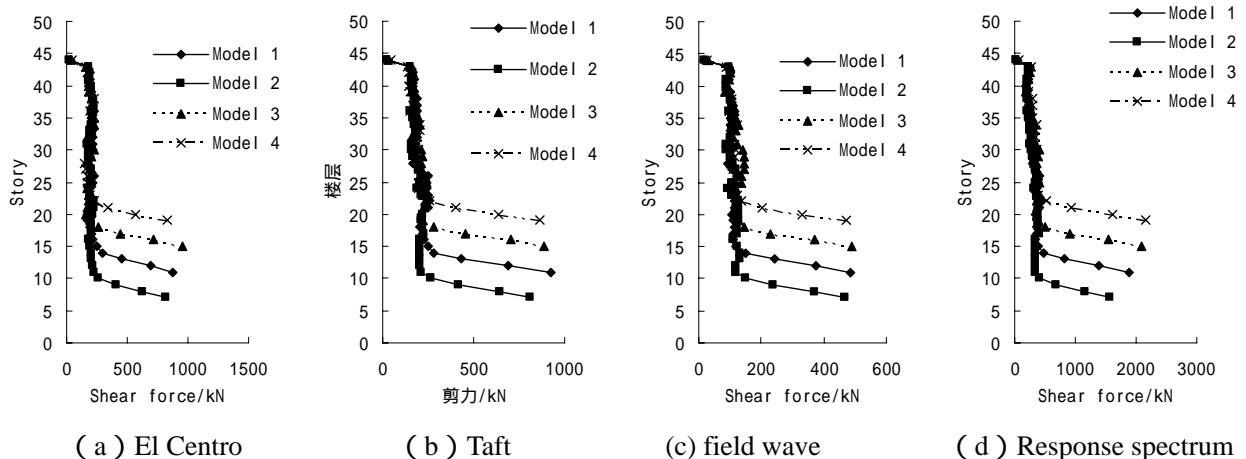 50
45
40
35
30
25
20
15
10
5
0
Story
0 500 1000 1500
Shear force/kN
Model 1
Model 2
Model 3
Model 4
( a ) El Centro
50
45
40
35
30
25
20
15
10
5
0
楼层
0 500 1000
剪力/kN
Model 1
Model 2
Model 3
Model 4
( b ) Taft
50
45
40
35
30
25
20
15
10
5
0
Story
0 200 400 600
Shear force/kN
Model 1
Model 2
Model 3
Model 4
(c) field wave
50
45
40
35
30
25
20
15
10
5
0
Story
0 1000 2000 3000
Shear force/kN
Model 1
Model 2
Model 3
Model 4
( d ) Response spectrum